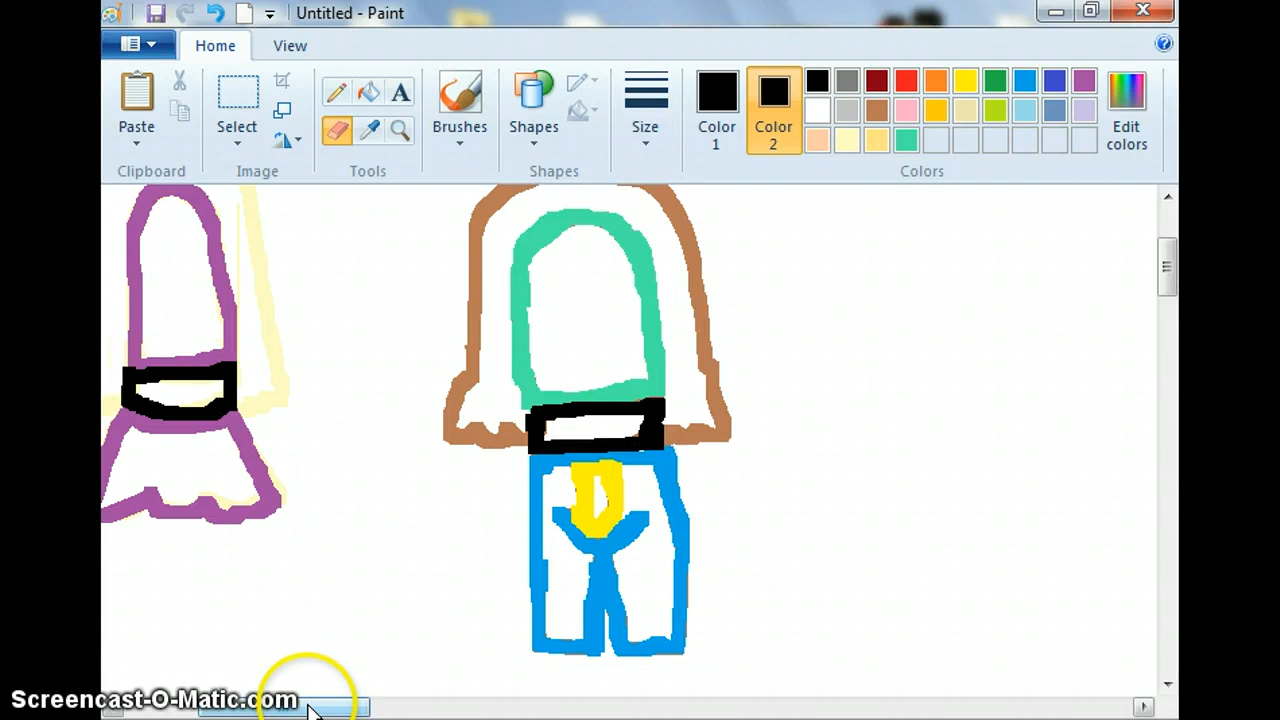 Untitled - Paint
Home View
Paste
Select
A
Brushes
Shapes
Size
Color 1
Color 2
Edit colors
Clipboard
Image
Tools
Shapes
Colors
Screencast-O-Matic.com